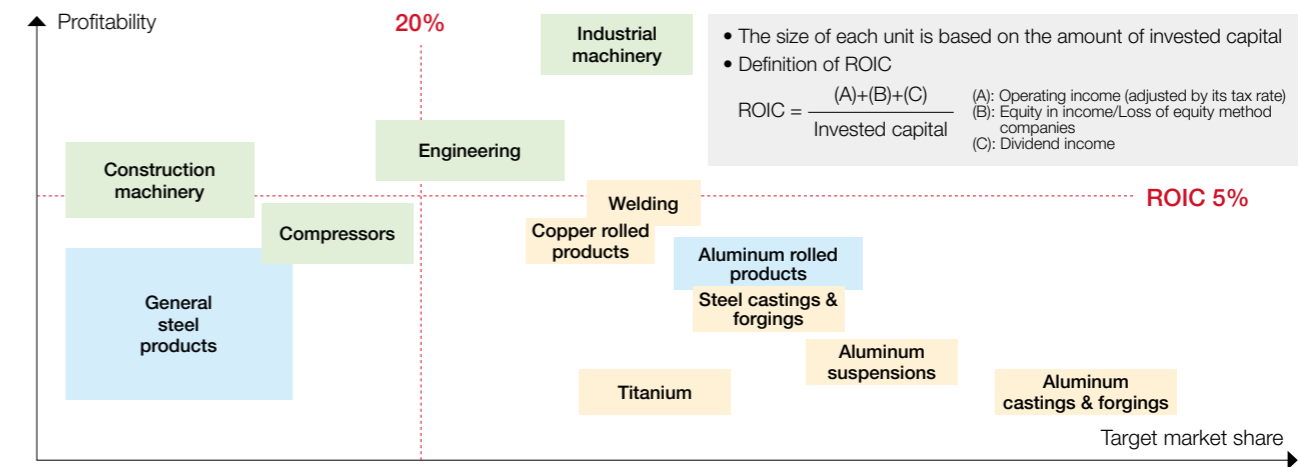 Profitability
20%
Industrial
machinery
• The size of each unit is based on the amount of invested capital
• Definition of ROIC
ROIC =
(A)+(B)+(C)
Invested capital
(A): Operating income (adjusted by its tax rate)
(B): Equity in income/Loss of equity method
companies
(C): Dividend income
Engineering
Construction
machinery
ROIC 5%
Welding
Compressors
Copper rolled
products
Aluminum rolled
products
General
steel
products
Steel castings &
forgings
Aluminum
suspensions
Titanium
Aluminum
castings & forgings
Target market share